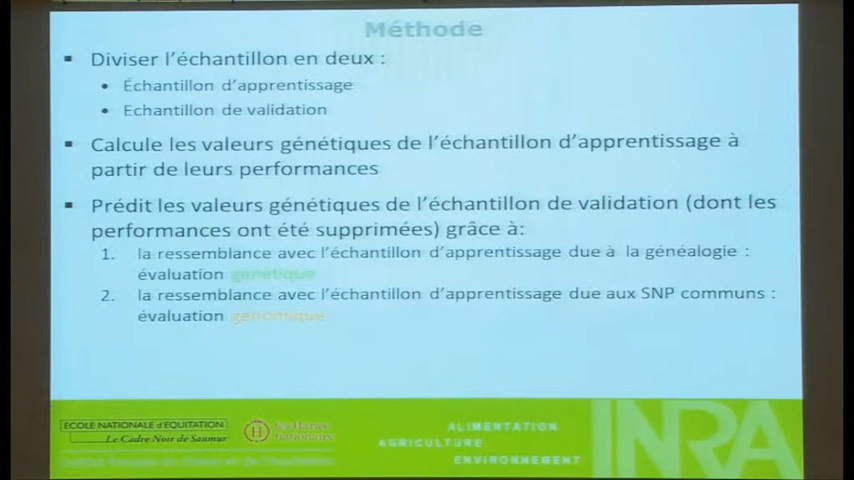 Méthode
Diviser l'échantillon en deux :
Échantillon d'apprentissage
Echantillon de validation
Calcule les valeurs génétiques de l'échantillon d'apprentissage à
partir de leurs performances
Prédit les valeurs génétiques de l'échantillon de validation (dont les
performances ont été supprimées) grâce à:
1. la ressemblance avec l'échantillon d'apprentissage due à la généalogie :
évaluation génétique
2. la ressemblance avec l'échantillon d'apprentissage due aux SNP communs :
évaluation génomique
ECOLE NATIONALE d'EQUITATION
Le Cadre Noir de Saumur
H
les Haras
nationaux
ALIMENTATION
AGRICULTURE
ENVIRONNEMENT
INRA